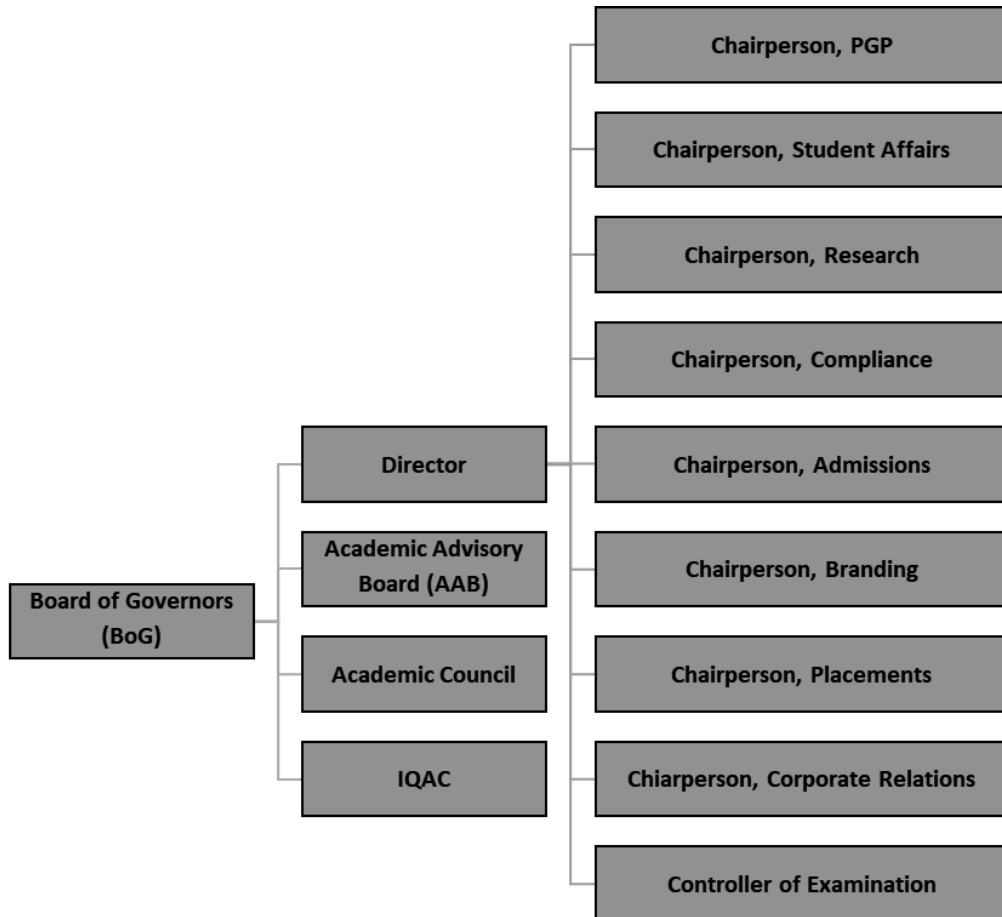 Chairperson, PGP
Chairperson, Student Affairs
Chairperson, Research
Chairperson, Compliance
Director
Chairperson, Admissions
Academic Advisory
Board (AAB)
Chairperson, Branding
Board of Governors
(BoG)
Academic Council
Chairperson, Placements
IQAC
Chiarperson, Corporate Relations
Controller of Examination